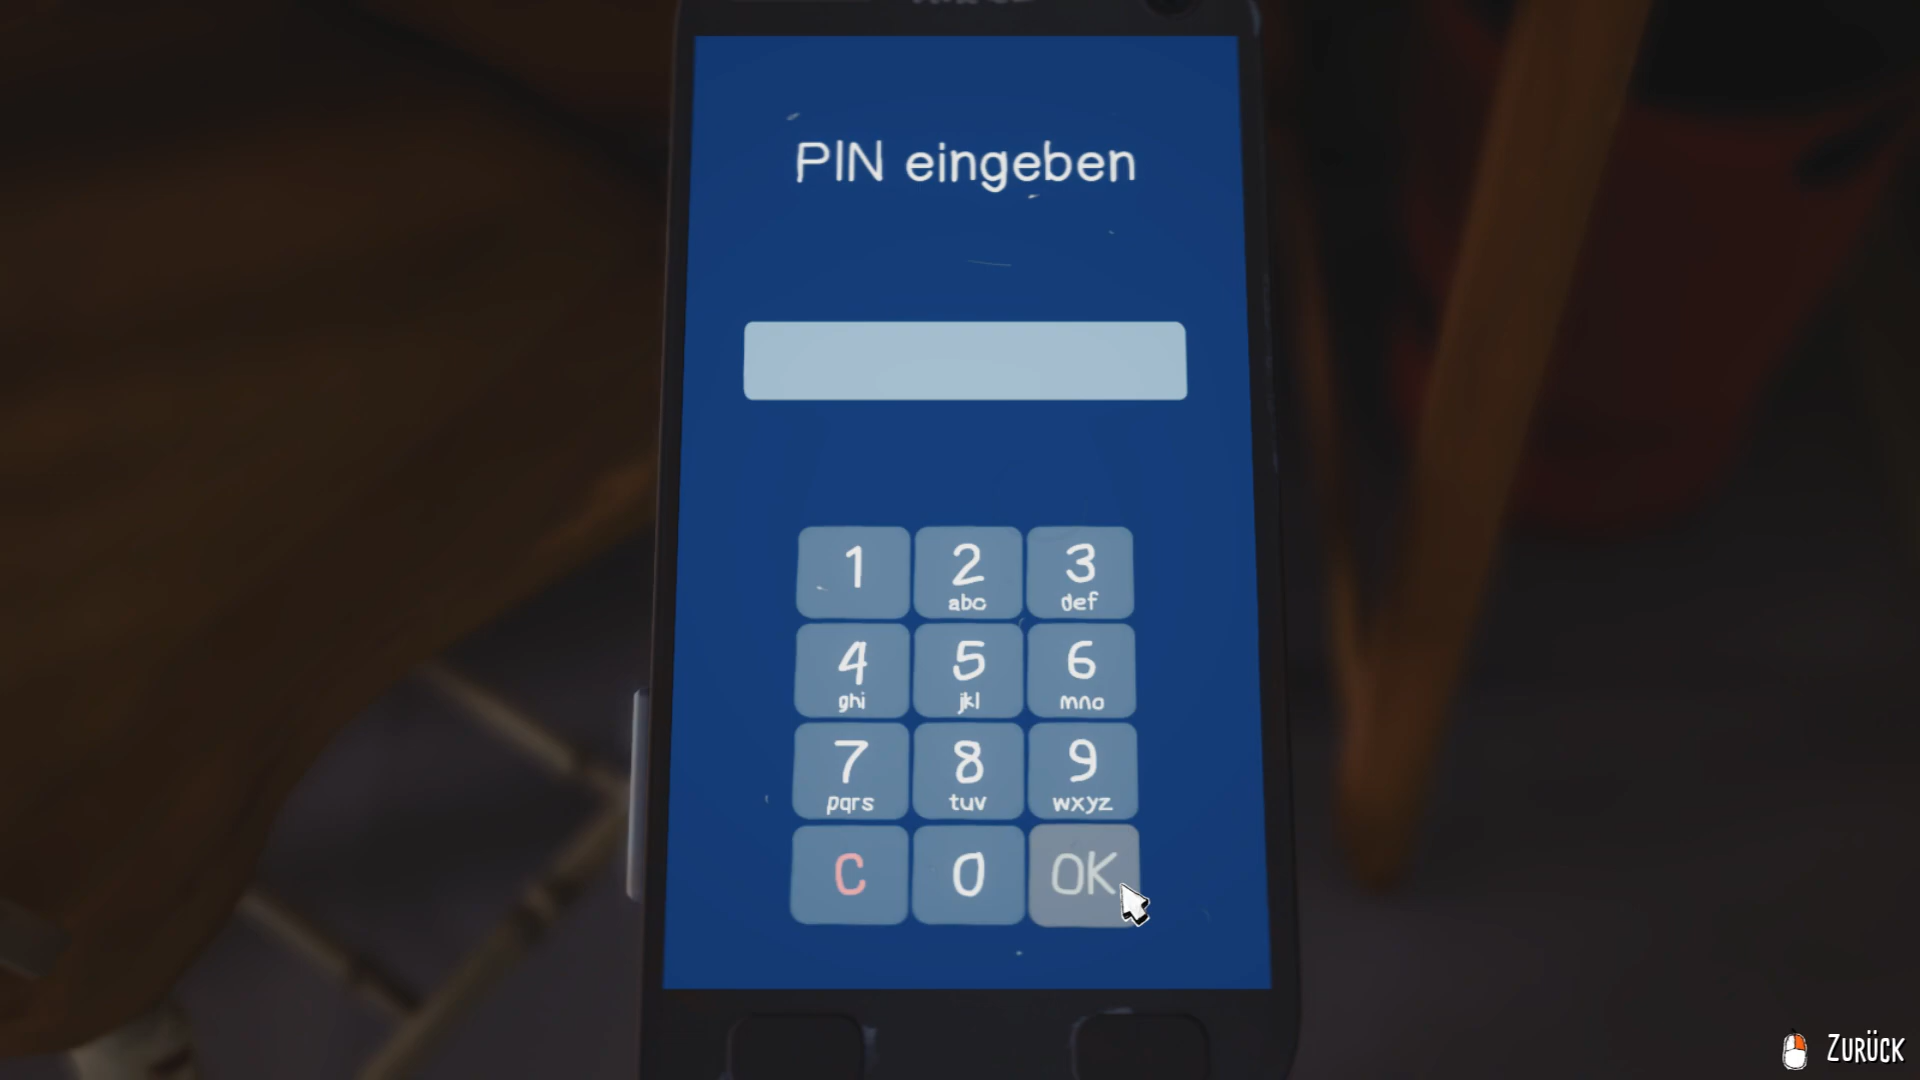 PIN eingeben
1
2
3
abc
def
4
5
6
ghi
jkl
mno
7
8
9
pqrs
tuv
wxyz
C
0
OK
Zurück